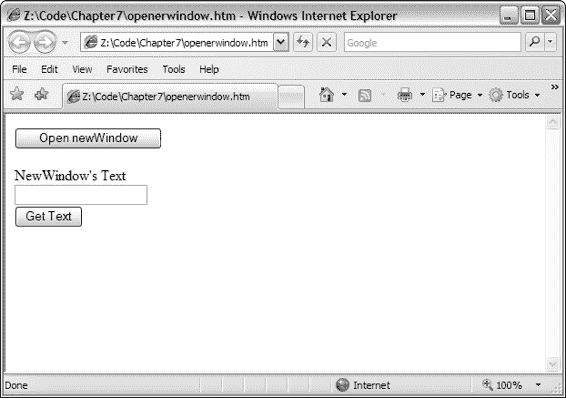 Z:\Code\Chapter7\openerwindow.htm - Windows Internet Explorer
Z:\Code\Chapter7\openerwindow.htm
Google
File Edit View Favorites Tools Help
Z:\Code\Chapter7\openerwindow.htm
Page Tools »
Open newWindow
NewWindow's Text
Get Text
Done
Internet
100%